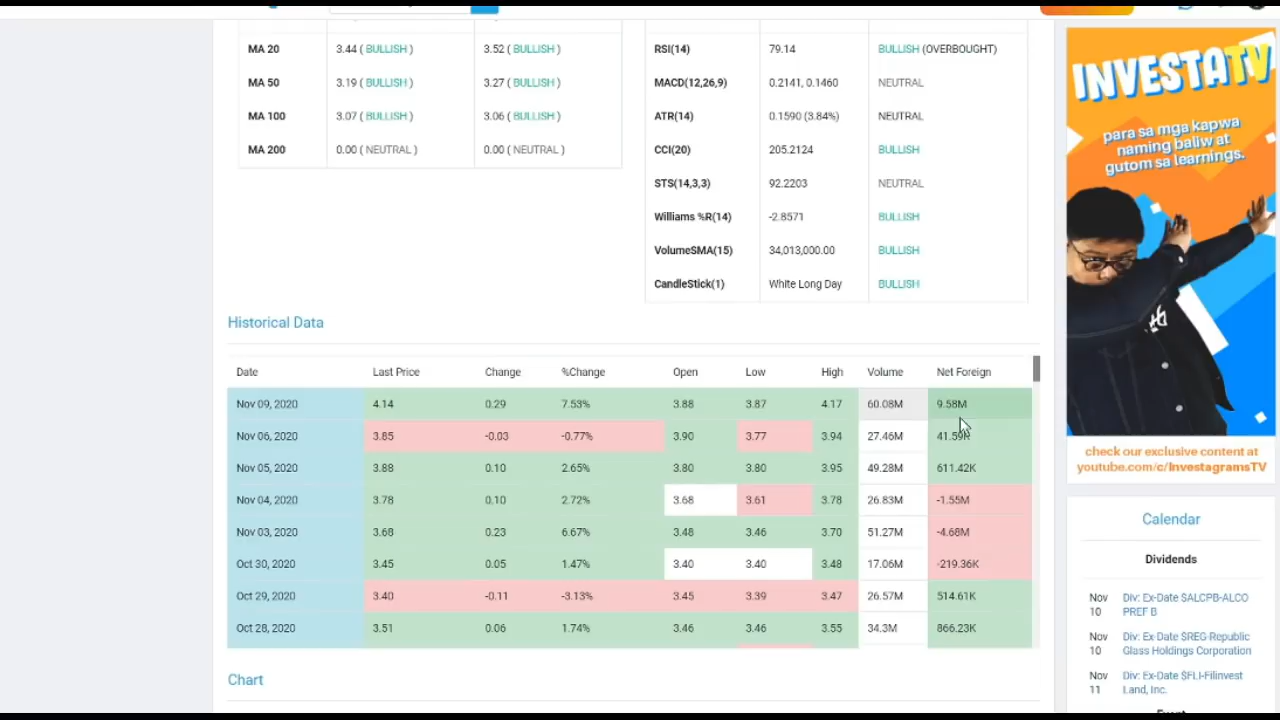 MA 20 3.44 ( BULLISH ) 3.52 ( BULLISH )
MA 50 3.19 ( BULLISH ) 3.27 ( BULLISH )
MA 100 3.07 ( BULLISH ) 3.06 ( BULLISH )
MA 200 0.00 ( NEUTRAL ) 0.00 ( NEUTRAL )
RSI(14) 79.14 BULLISH (OVERBOUGHT)
MACD(12,26,9) 0.2141, 0.1460 NEUTRAL
ATR(14) 0.1590 (3.84%) NEUTRAL
CCI(20) 205.2124 BULLISH
STS(14,3,3) 92.2203 NEUTRAL
Williams %R(14) -2.8571 BULLISH
VolumeSMA(15) 34,013,000.00 BULLISH
CandleStick(1) White Long Day BULLISH
Historical Data
Date Last Price Change %Change Open Low High Volume Net Foreign
Nov 09, 2020 4.14 0.29 7.53% 3.88 3.87 4.17 60.08M 9.58M
Nov 06, 2020 3.85 -0.03 -0.77% 3.90 3.77 3.94 27.46M 41.59K
Nov 05, 2020 3.88 0.10 2.65% 3.80 3.80 3.95 49.28M 611.42K
Nov 04, 2020 3.78 0.10 2.72% 3.68 3.61 3.78 26.83M -1.55M
Nov 03, 2020 3.68 0.23 6.67% 3.48 3.46 3.70 51.27M -4.68M
Oct 30, 2020 3.45 0.05 1.47% 3.40 3.40 3.48 17.06M -219.36K
Oct 29, 2020 3.40 -0.11 -3.13% 3.45 3.39 3.47 26.57M 514.61K
Oct 28, 2020 3.51 0.06 1.74% 3.46 3.46 3.55 34.3M 866.23K
Chart
INVESTATV
para sa mga kapwa
naming baliw at
gutom sa learnings.
check our exclusive content at
youtube.com/c/InvestagramsTV
Calendar
Dividends
Nov 10 Div: Ex-Date $ALCPB-ALCO
PREF B
Nov 10 Div: Ex-Date $REG-Republic
Glass Holdings Corporation
Nov 11 Div: Ex-Date $FLI-Filinvest
Land, Inc.